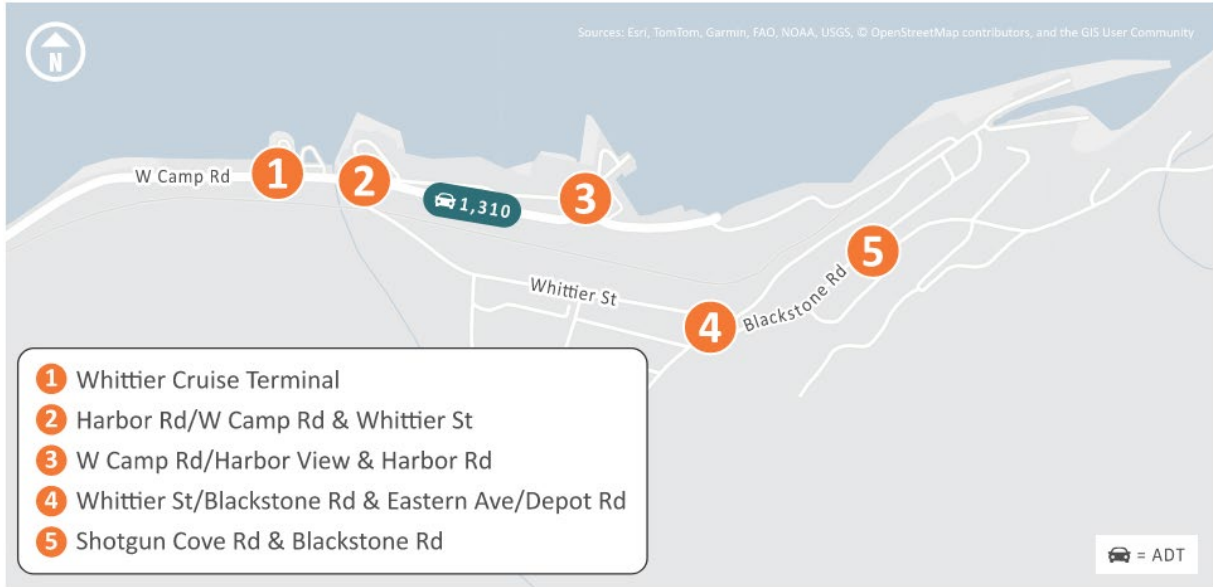 Sources: Esri, TomTom, Garmin, FAO, NOAA, USGS, © OpenStreetMap contributors, and the GIS User Community
N
W Camp Rd
1
2
1,310
3
Whittier St
4
Blackstone Rd
5
1 Whittier Cruise Terminal
2 Harbor Rd/W Camp Rd & Whittier St
3 W Camp Rd/Harbor View & Harbor Rd
4 Whittier St/Blackstone Rd & Eastern Ave/Depot Rd
5 Shotgun Cove Rd & Blackstone Rd
= ADT